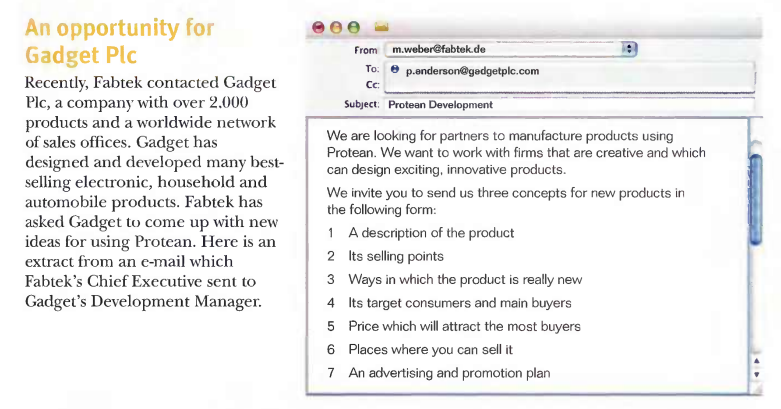 An opportunity for
Gadget Plc
Recently, Fabtek contacted Gadget
Plc, a company with over 2,000
products and a worldwide network
of sales offices. Gadget has
designed and developed many best-
selling electronic, household and
automobile products. Fabtek has
asked Gadget to come up with new
ideas for using Protean. Here is an
extract from an e-mail which
Fabtek's Chief Executive sent to
Gadget's Development Manager.
From: m.weber@fabtek.de
To: p.anderson@gadgetplc.com
Cc:
Subject: Protean Development
We are looking for partners to manufacture products using
Protean. We want to work with firms that are creative and which
can design exciting, innovative products.
We invite you to send us three concepts for new products in
the following form:
1 A description of the product
2 Its selling points
3 Ways in which the product is really new
4 Its target consumers and main buyers
5 Price which will attract the most buyers
6 Places where you can sell it
7 An advertising and promotion plan